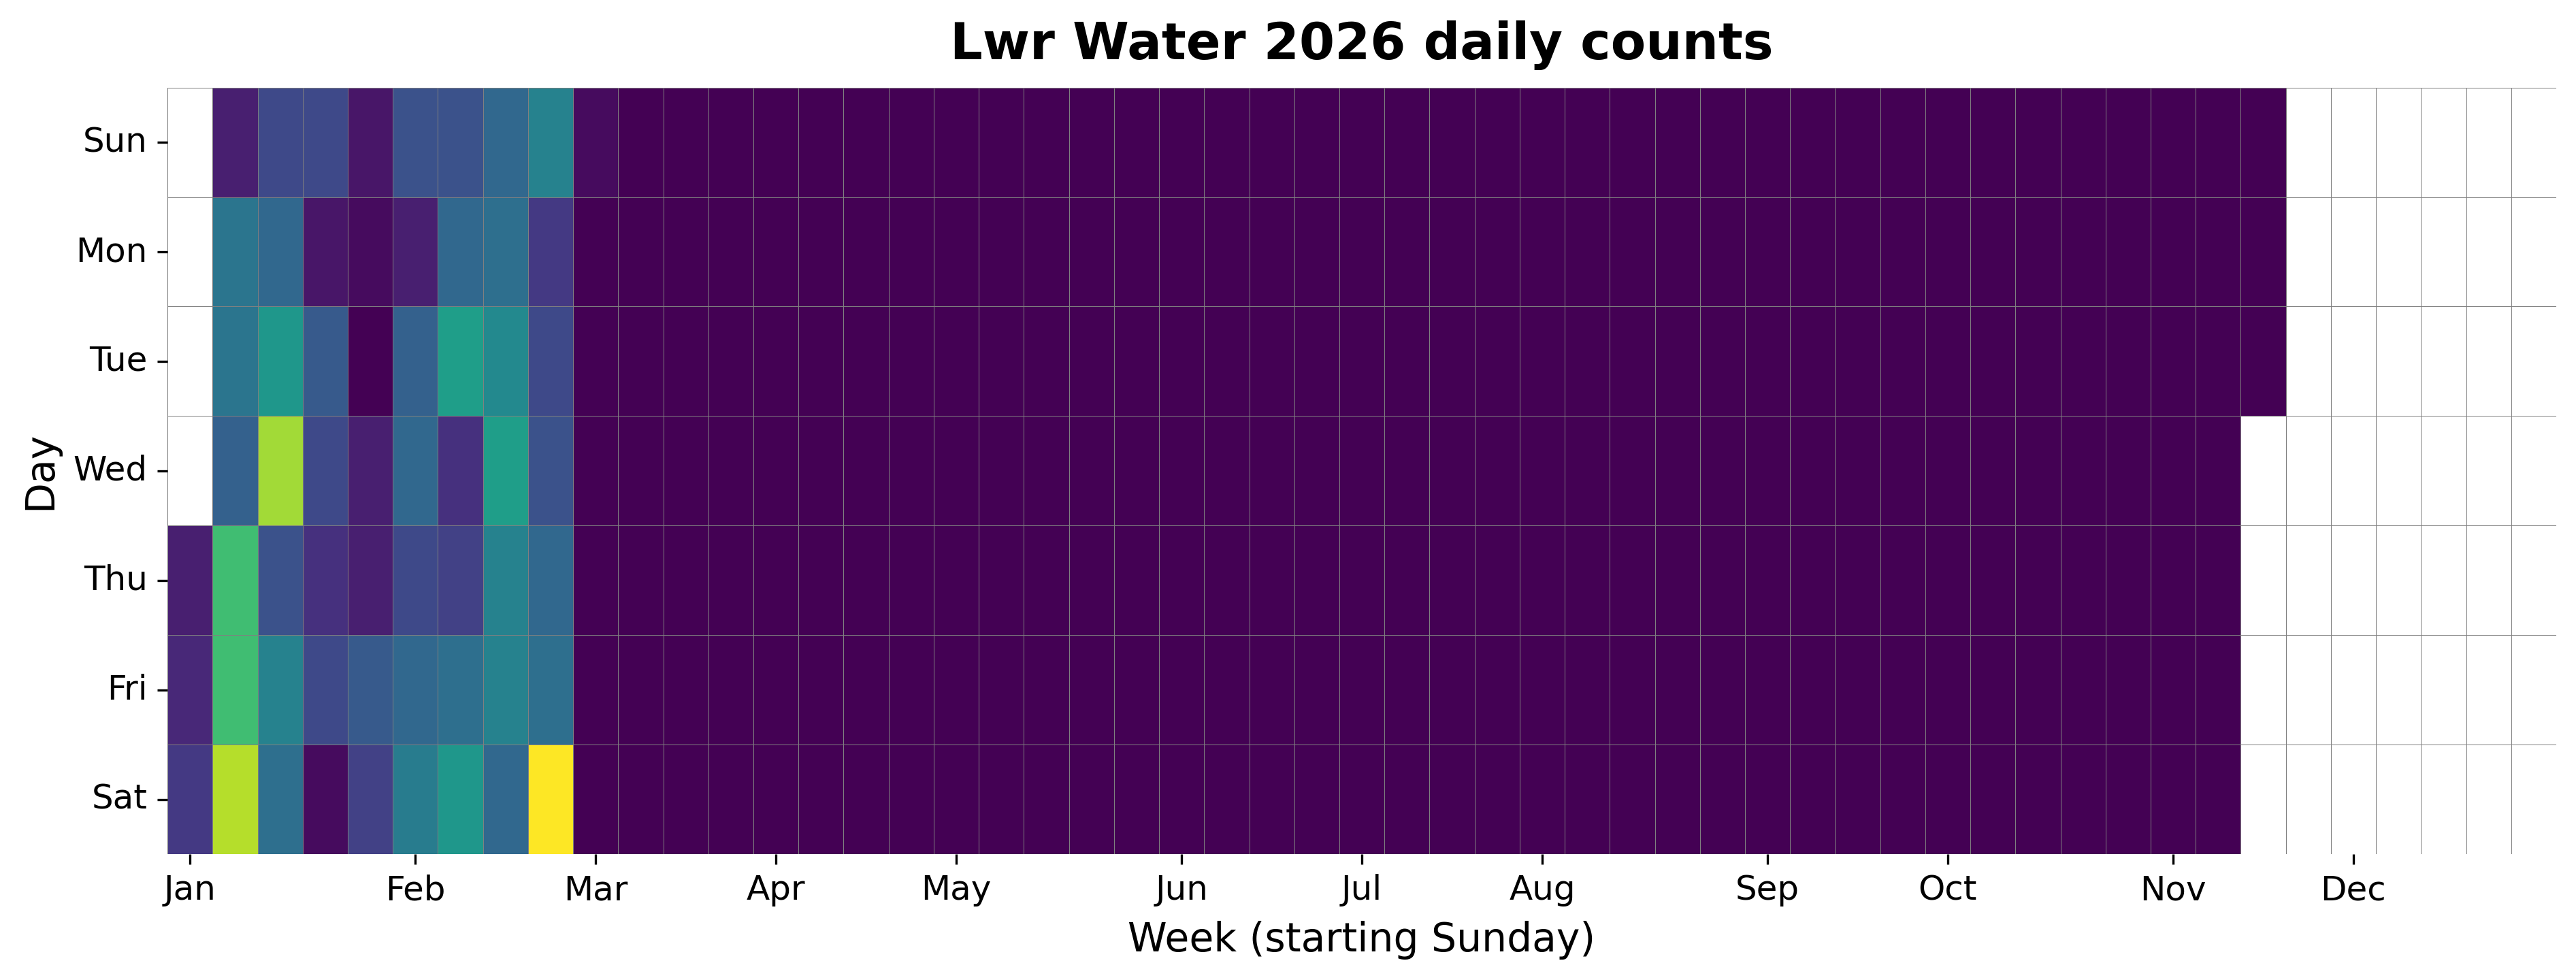 Lwr Water 2026 daily counts
Day
Sun
Mon
Tue
Wed
Thu
Fri
Sat
Jan Feb Mar Apr May Jun Jul Aug Sep Oct Nov Dec
Week (starting Sunday)